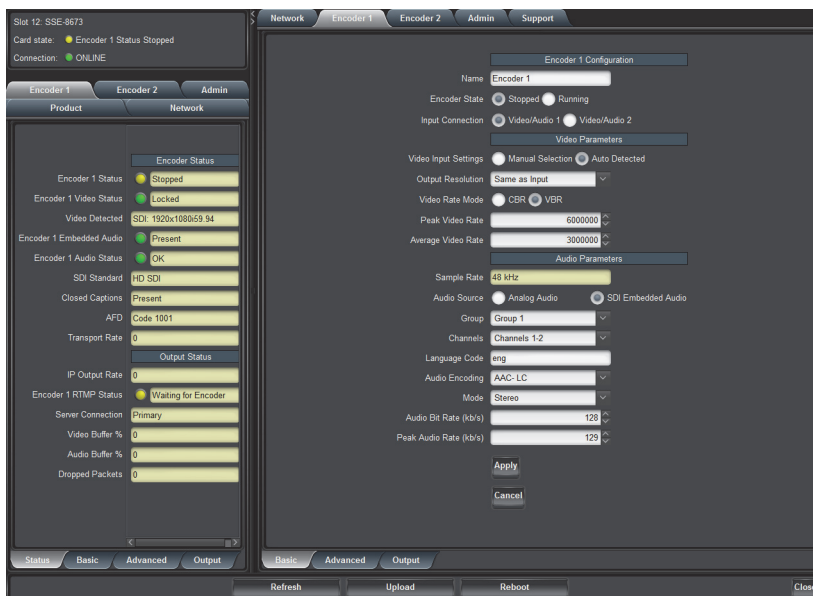 Slot 12: SSE-8673
Card state: Encoder 1 Status Stopped
Connection: ONLINE
Encoder 1 Encoder 2 Admin
Product Network
Encoder Status
Encoder 1 Status Stopped
Encoder 1 Video Status Locked
Video Detected SDI: 1920x1080i59.94
Encoder 1 Embedded Audio Present
Encoder 1 Audio Status OK
SDI Standard HD SDI
Closed Captions Present
AFD Code 1001
Transport Rate 0
Output Status
IP Output Rate 0
Encoder 1 RTMP Status Waiting for Encoder
Server Connection Primary
Video Buffer % 0
Audio Buffer % 0
Dropped Packets 0
Status Basic Advanced Output
Network Encoder 1 Encoder 2 Admin Support
Encoder 1 Configuration
Name Encoder 1
Encoder State Stopped Running
Input Connection Video/Audio 1 Video/Audio 2
Video Parameters
Video Input Settings Manual Selection Auto Detected
Output Resolution Same as Input
Video Rate Mode CBR VBR
Peak Video Rate 6000000
Average Video Rate 3000000
Audio Parameters
Sample Rate 48 kHz
Audio Source Analog Audio SDI Embedded Audio
Group Group 1
Channels Channels 1-2
Language Code eng
Audio Encoding AAC- LC
Mode Stereo
Audio Bit Rate (kb/s) 128
Peak Audio Rate (kb/s) 129
Apply
Cancel
Basic Advanced Output
Refresh Upload Reboot Close